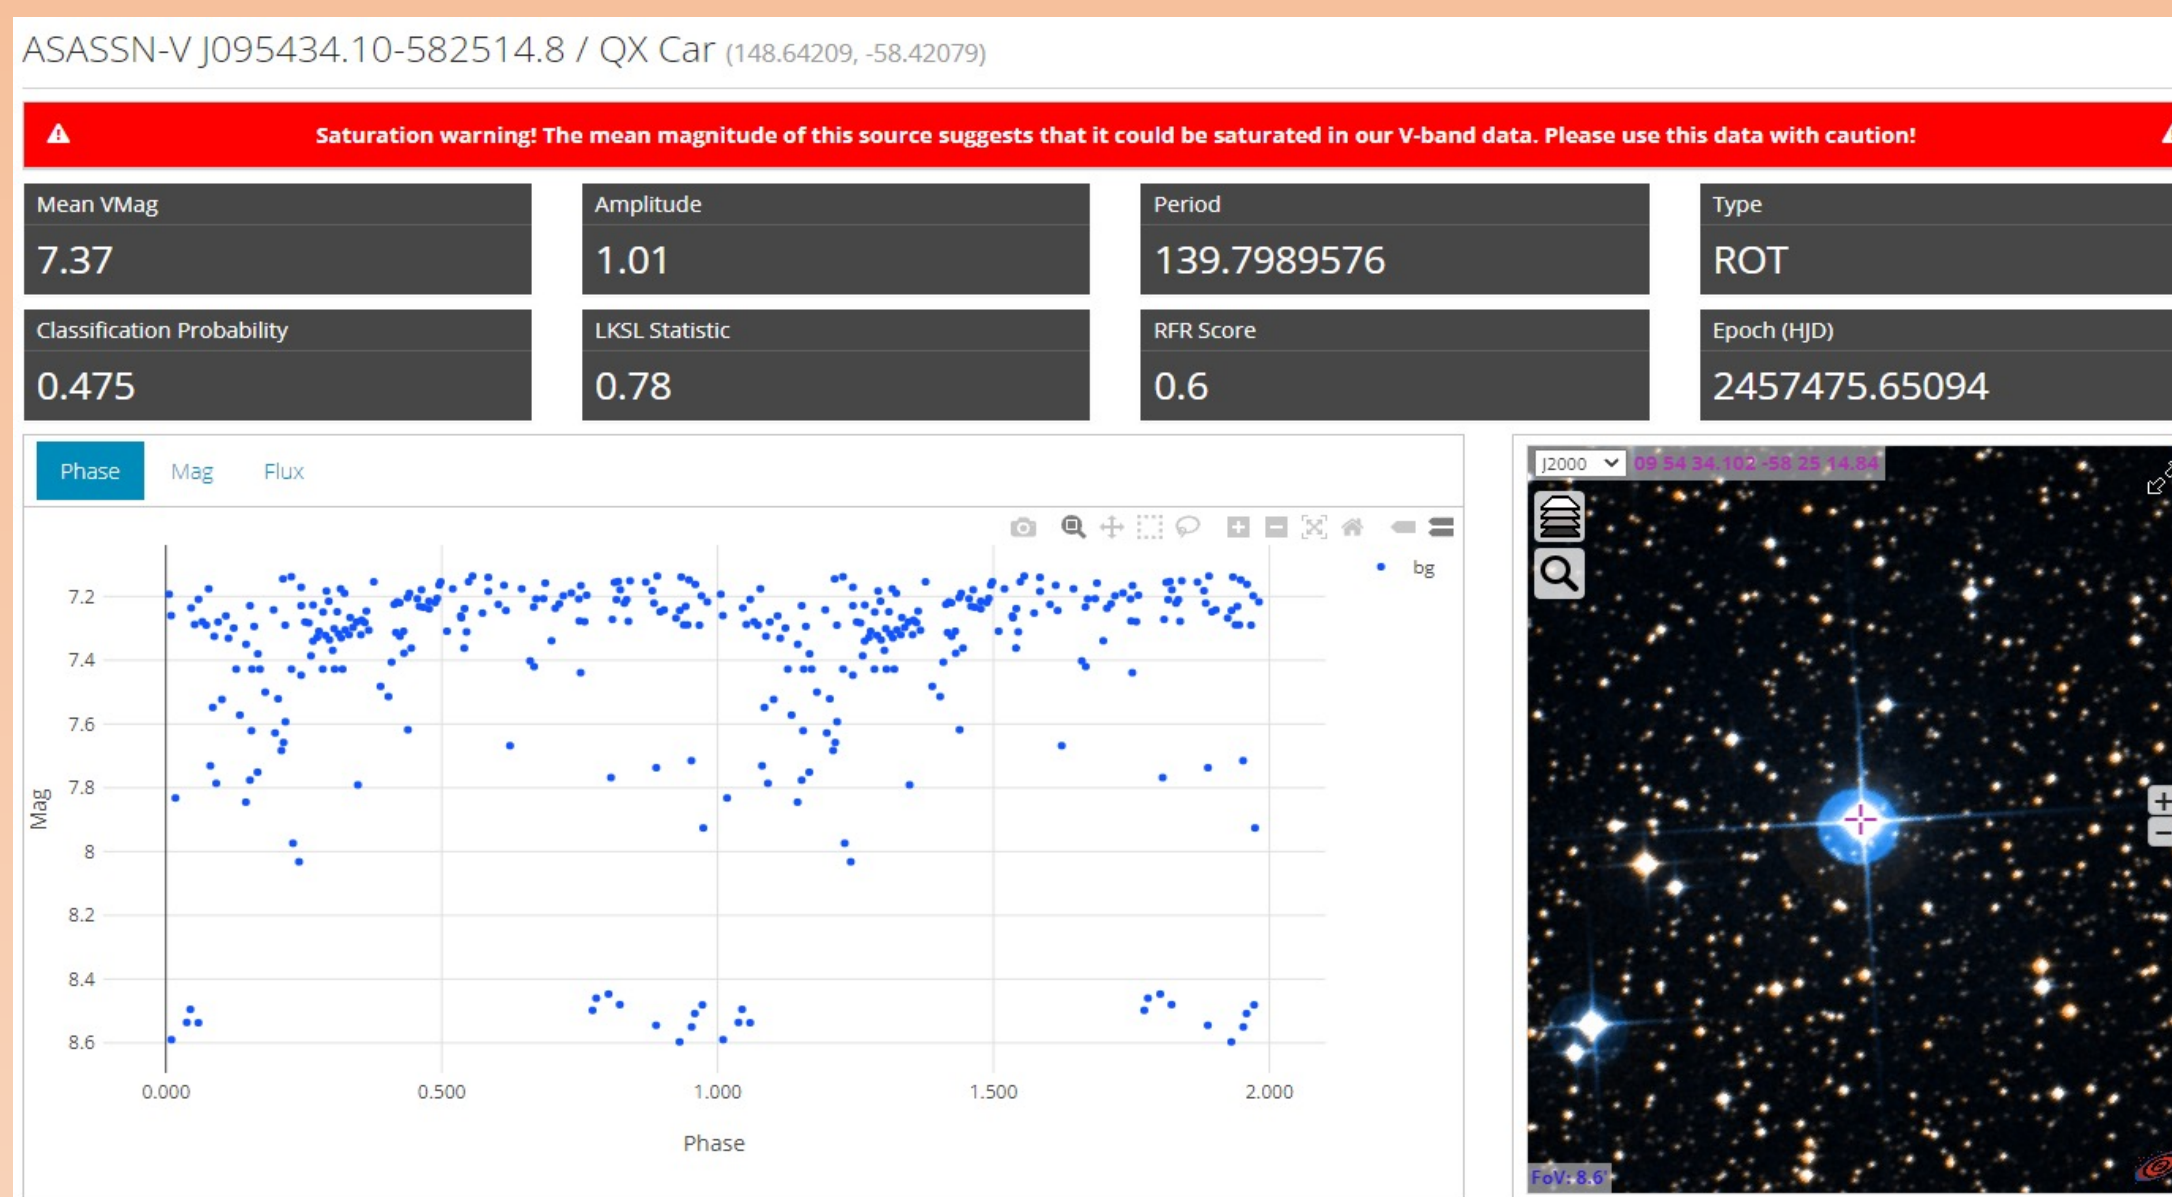 ASASSN-V J095434.10-582514.8 / QX Car (148.64209, -58.42079)
Saturation warning! The mean magnitude of this source suggests that it could be saturated in our V-band data. Please use this data with caution!
Mean VMag
7.37
Amplitude
1.01
Period
139.7989576
Type
ROT
Classification Probability
0.475
LKSL Statistic
0.78
RFR Score
0.6
Epoch (HJD)
2457475.65094
Phase Mag Flux
bg
7.2
7.4
7.6
7.8
8
8.2
8.4
8.6
Mag
0.000 0.500 1.000 1.500 2.000
Phase
J2000 09 54 34.102 -58 25 14.84
FoV: 8.6'